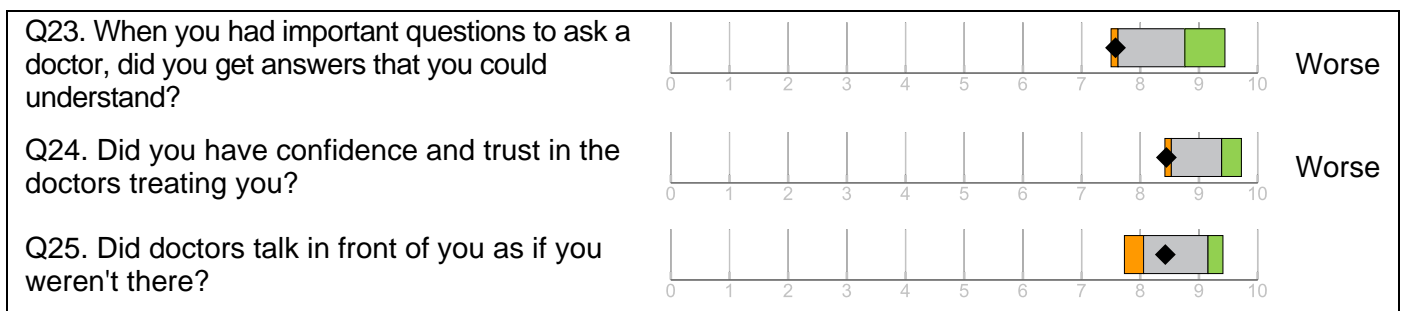 Q23. When you had important questions to ask a
doctor, did you get answers that you could
understand?
0 1 2 3 4 5 6 7 8 9 10
Worse
Q24. Did you have confidence and trust in the
doctors treating you?
0 1 2 3 4 5 6 7 8 9 10
Worse
Q25. Did doctors talk in front of you as if you
weren't there?
0 1 2 3 4 5 6 7 8 9 10